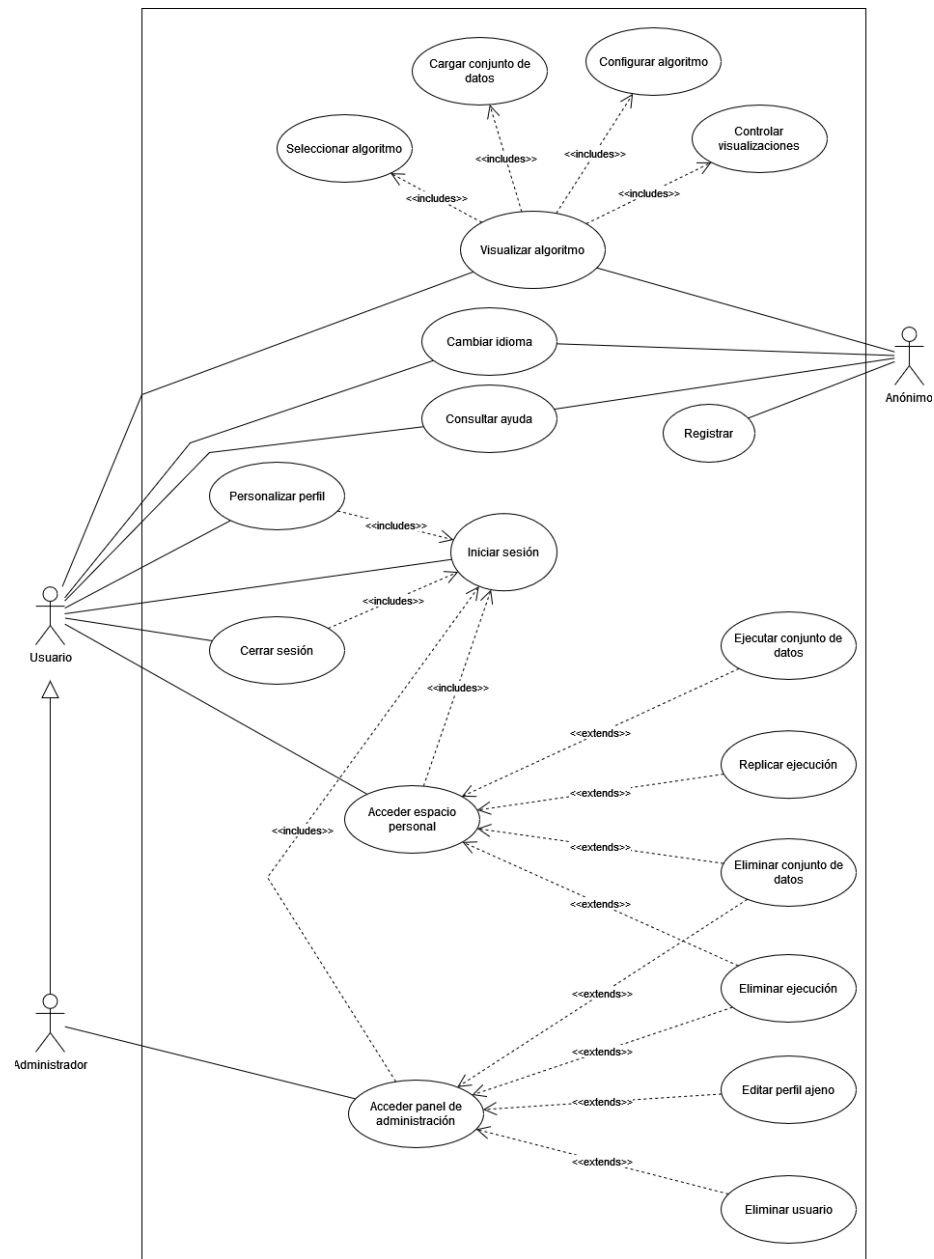 Cargar conjunto de
datos
Configurar algoritmo
Seleccionar algoritmo
Controlar
visualizaciones
<<includes>>
<<includes>>
<<includes>>
<<includes>>
Visualizar algoritmo
Cambiar idioma
Anónimo
Consultar ayuda
Registrar
Personalizar perfil
<<includes>>
Iniciar sesión
<<includes>>
Usuario
Cerrar sesión
Ejecutar conjunto de
datos
<<includes>>
<<extends>>
Replicar ejecución
<<extends>>
Acceder espacio
personal
<<includes>>
<<extends>>
Eliminar conjunto de
datos
<<extends>>
Eliminar ejecución
<<extends>>
<<extends>>
Administrador
Editar perfil ajeno
<<extends>>
Acceder panel de
administración
<<extends>>
Eliminar usuario